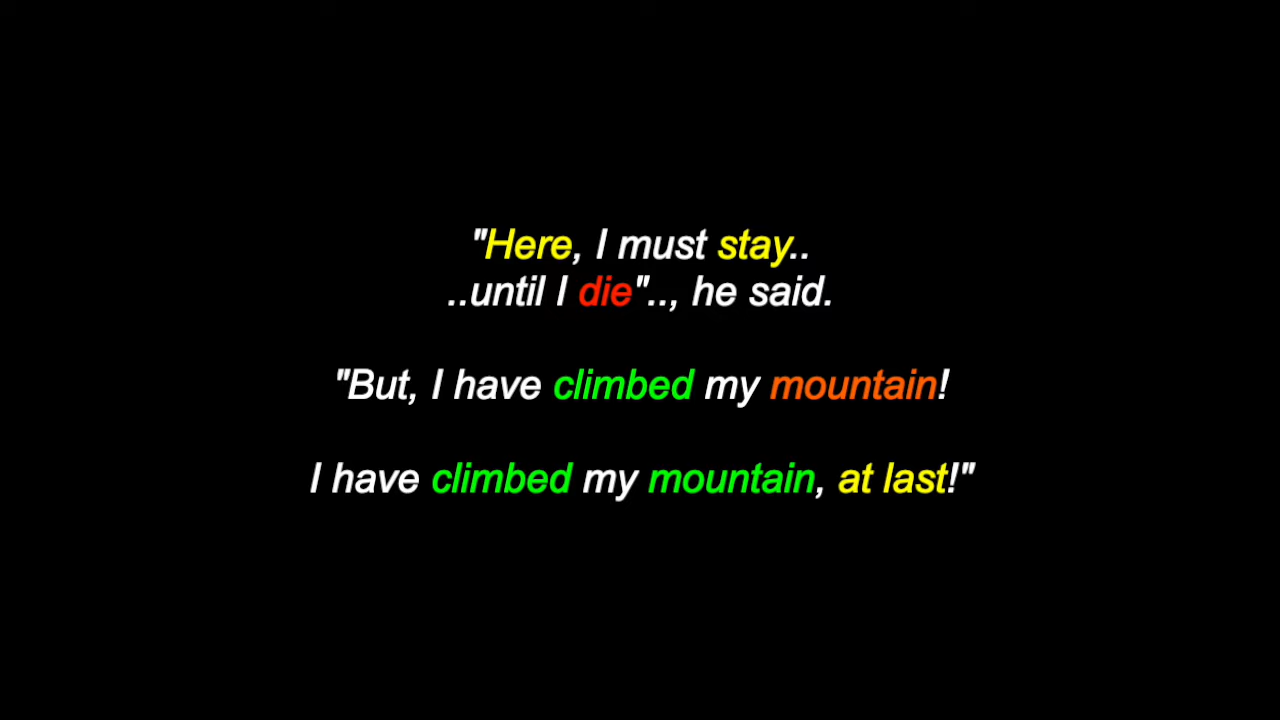 "Here, I must stay..
..until I die".., he said.
"But, I have climbed my mountain!
I have climbed my mountain, at last!"